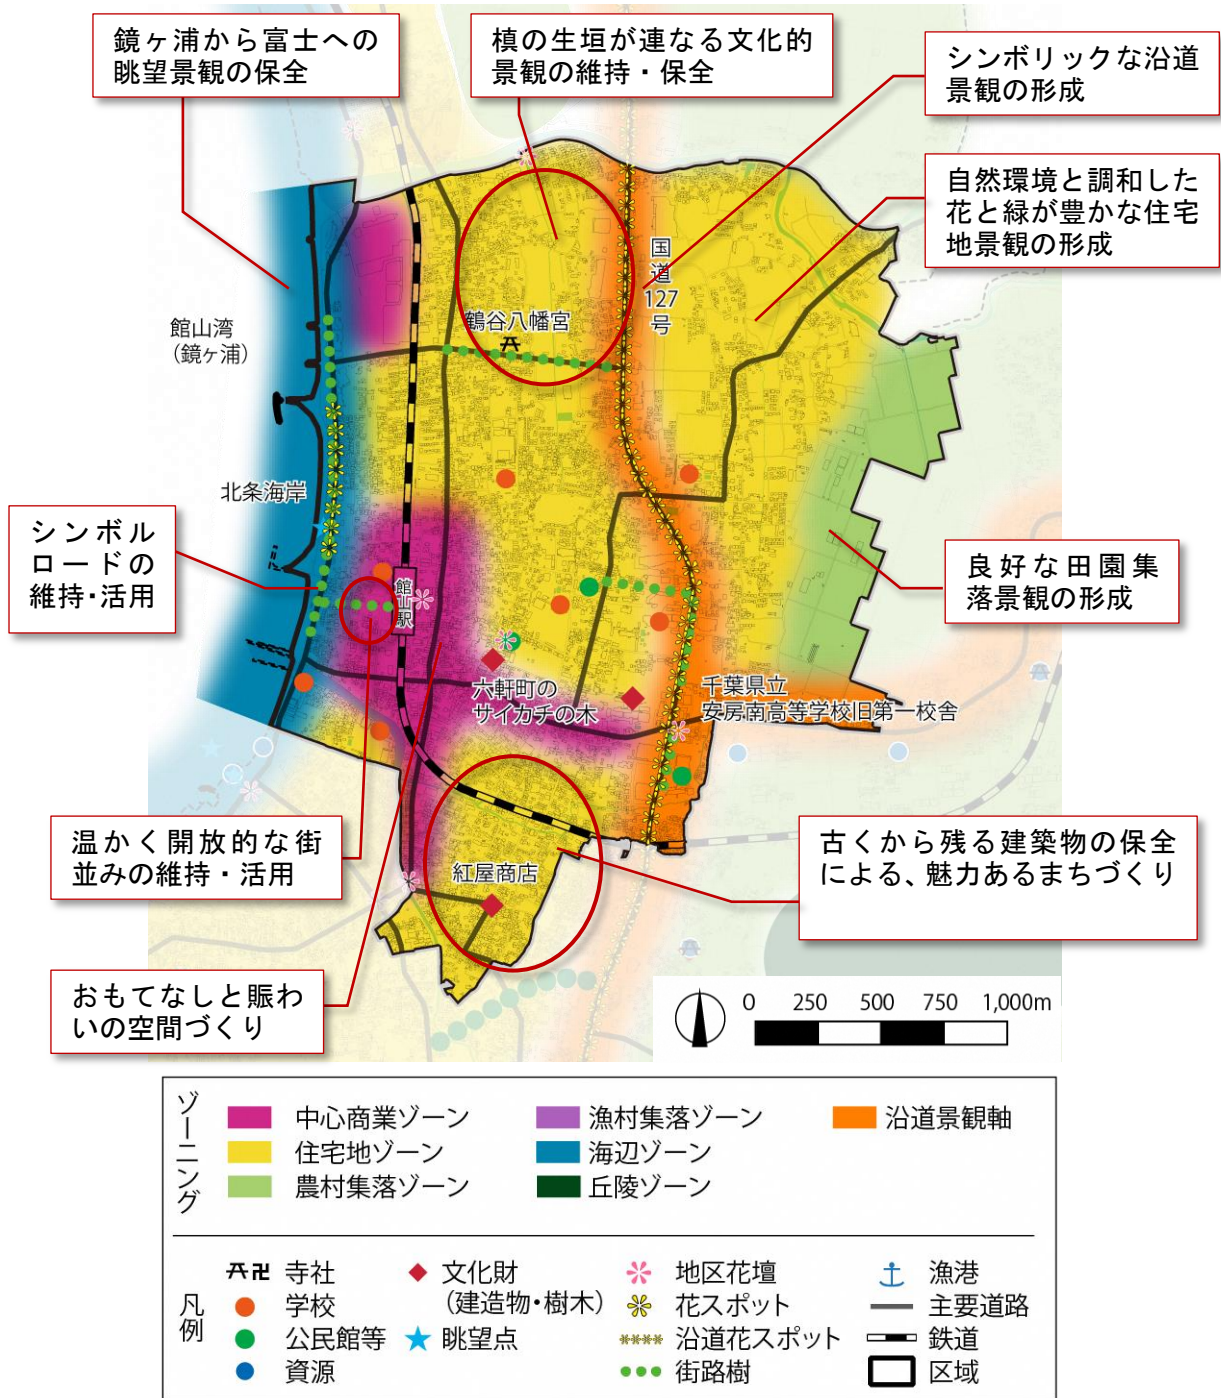 鏡ヶ浦から富士への
眺望景観の保全
槙の生垣が連なる文化的
景観の維持・保全
シンボリックな沿道
景観の形成
自然環境と調和した
花と緑が豊かな住宅
地景観の形成
国道127号
館山湾
(鏡ヶ浦)
鶴谷八幡宮
北条海岸
シンボル
ロードの
維持・活用
館山駅
良好な田園集
落景観の形成
六軒町の
サイカチの木
千葉県立
安房南高等学校旧第一校舎
温かく開放的な街
並みの維持・活用
紅屋商店
古くから残る建築物の保全
による、魅力あるまちづくり
おもてなしと賑わ
いの空間づくり
0 250 500 750 1,000m
ゾーニング
中心商業ゾーン
漁村集落ゾーン
沿道景観軸
住宅地ゾーン
海辺ゾーン
農村集落ゾーン
丘陵ゾーン
凡例
寺社
文化財
(建造物・樹木)
地区花壇
漁港
学校
花スポット
主要道路
公民館等
眺望点
沿道花スポット
鉄道
資源
街路樹
区域